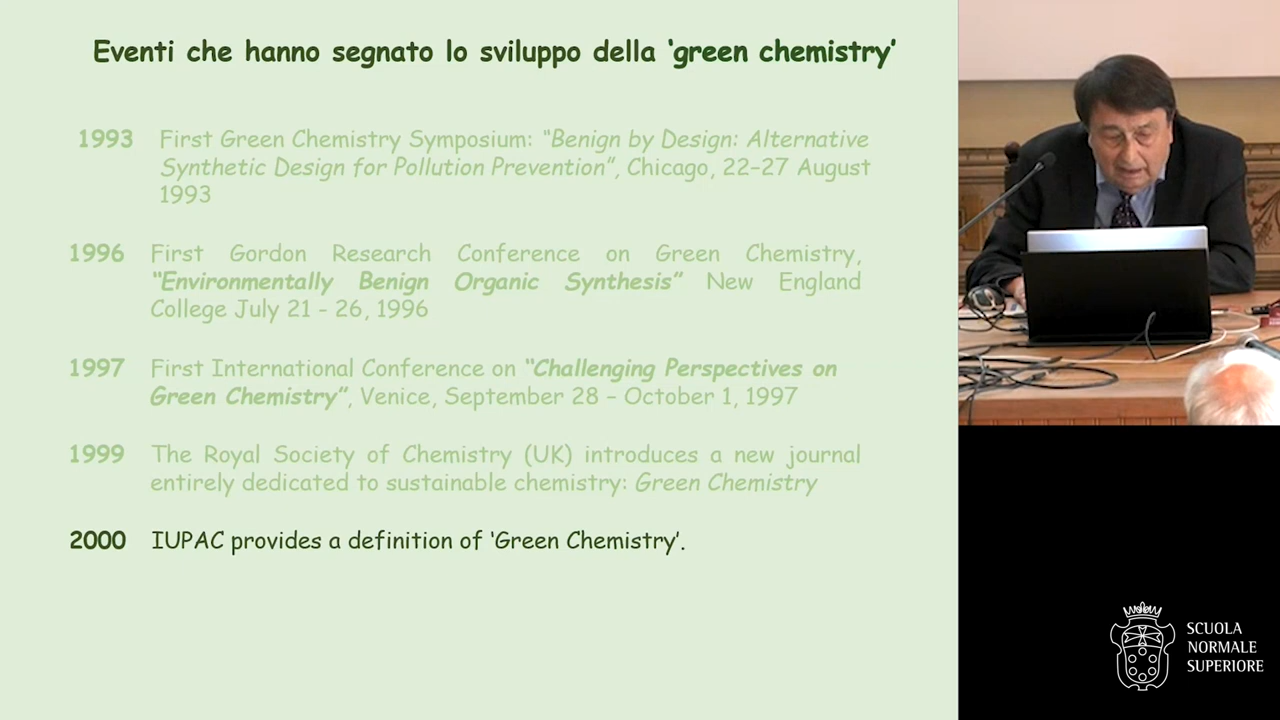 Eventi che hanno segnato lo sviluppo della ‘green chemistry’
1993 First Green Chemistry Symposium: “Benign by Design: Alternative
Synthetic Design for Pollution Prevention”, Chicago, 22–27 August
1993
1996 First Gordon Research Conference on Green Chemistry,
“Environmentally Benign Organic Synthesis” New England
College July 21 - 26, 1996
1997 First International Conference on “Challenging Perspectives on
Green Chemistry”, Venice, September 28 – October 1, 1997
1999 The Royal Society of Chemistry (UK) introduces a new journal
entirely dedicated to sustainable chemistry: Green Chemistry
2000 IUPAC provides a definition of ‘Green Chemistry’.
SCUOLA
NORMALE
SUPERIORE